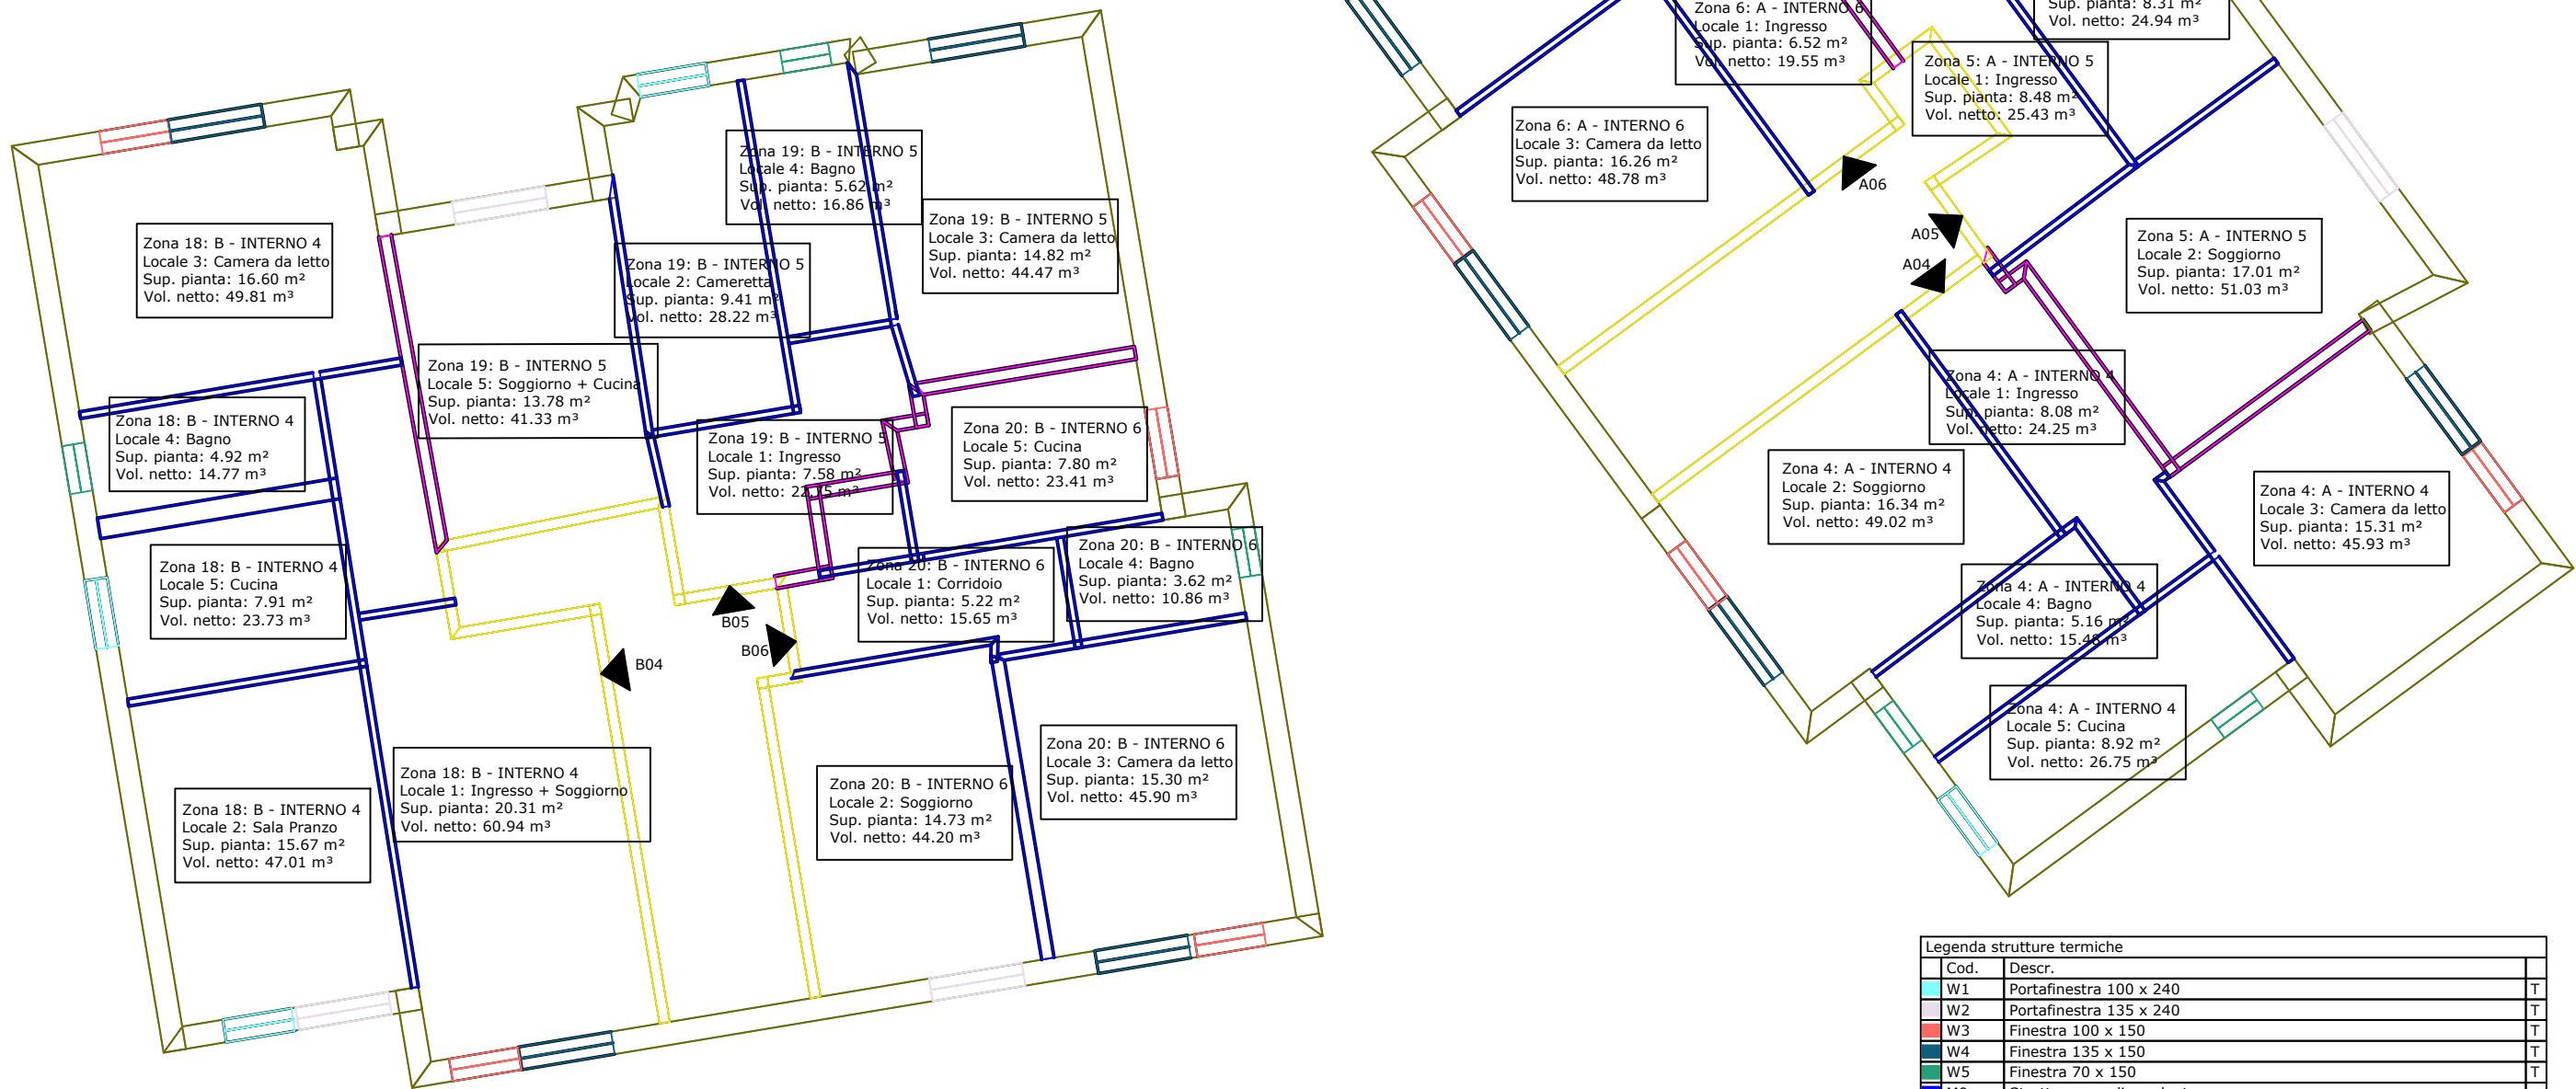 Zona 18: B - INTERNO 4
Locale 3: Camera da letto
Sup. pianta: 16.60 m²
Vol. netto: 49.81 m³
Zona 19: B - INTERNO 5
Locale 4: Bagno
Sup. pianta: 5.62 m²
Vol. netto: 16.86 m³
Zona 19: B - INTERNO 5
Locale 3: Camera da letto
Sup. pianta: 14.82 m²
Vol. netto: 44.47 m³
Zona 19: B - INTERNO 5
Locale 2: Cameretta
Sup. pianta: 9.41 m²
Vol. netto: 28.22 m³
Zona 19: B - INTERNO 5
Locale 5: Soggiorno + Cucina
Sup. pianta: 13.78 m²
Vol. netto: 41.33 m³
Zona 18: B - INTERNO 4
Locale 4: Bagno
Sup. pianta: 4.92 m²
Vol. netto: 14.77 m³
Zona 19: B - INTERNO 5
Locale 1: Ingresso
Sup. pianta: 7.58 m²
Vol. netto: 22.75 m³
Zona 20: B - INTERNO 6
Locale 5: Cucina
Sup. pianta: 7.80 m²
Vol. netto: 23.41 m³
Zona 18: B - INTERNO 4
Locale 5: Cucina
Sup. pianta: 7.91 m²
Vol. netto: 23.73 m³
Zona 20: B - INTERNO 6
Locale 1: Corridoio
Sup. pianta: 5.22 m²
Vol. netto: 15.65 m³
Zona 20: B - INTERNO 6
Locale 4: Bagno
Sup. pianta: 3.62 m²
Vol. netto: 10.86 m³
B05
B06
B04
Zona 18: B - INTERNO 4
Locale 2: Sala Pranzo
Sup. pianta: 15.67 m²
Vol. netto: 47.01 m³
Zona 18: B - INTERNO 4
Locale 1: Ingresso + Soggiorno
Sup. pianta: 20.31 m²
Vol. netto: 60.94 m³
Zona 20: B - INTERNO 6
Locale 2: Soggiorno
Sup. pianta: 14.73 m²
Vol. netto: 44.20 m³
Zona 20: B - INTERNO 6
Locale 3: Camera da letto
Sup. pianta: 15.30 m²
Vol. netto: 45.90 m³
Zona 6: A - INTERNO 6
Locale 1: Ingresso
Sup. pianta: 6.52 m²
Vol. netto: 19.55 m³
Sup. pianta: 8.31 m²
Vol. netto: 24.94 m³
Zona 5: A - INTERNO 5
Locale 1: Ingresso
Sup. pianta: 8.48 m²
Vol. netto: 25.43 m³
Zona 6: A - INTERNO 6
Locale 3: Camera da letto
Sup. pianta: 16.26 m²
Vol. netto: 48.78 m³
A06
A05
A04
Zona 5: A - INTERNO 5
Locale 2: Soggiorno
Sup. pianta: 17.01 m²
Vol. netto: 51.03 m³
Zona 4: A - INTERNO 4
Locale 1: Ingresso
Sup. pianta: 8.08 m²
Vol. netto: 24.25 m³
Zona 4: A - INTERNO 4
Locale 2: Soggiorno
Sup. pianta: 16.34 m²
Vol. netto: 49.02 m³
Zona 4: A - INTERNO 4
Locale 3: Camera da letto
Sup. pianta: 15.31 m²
Vol. netto: 45.93 m³
Zona 4: A - INTERNO 4
Locale 4: Bagno
Sup. pianta: 5.16 m²
Vol. netto: 15.48 m³
Zona 4: A - INTERNO 4
Locale 5: Cucina
Sup. pianta: 8.92 m²
Vol. netto: 26.75 m³
Legenda strutture termiche
Cod. Descr.
W1 Portafinestra 100 x 240 T
W2 Portafinestra 135 x 240 T
W3 Finestra 100 x 150 T
W4 Finestra 135 x 150 T
W5 Finestra 70 x 150 T